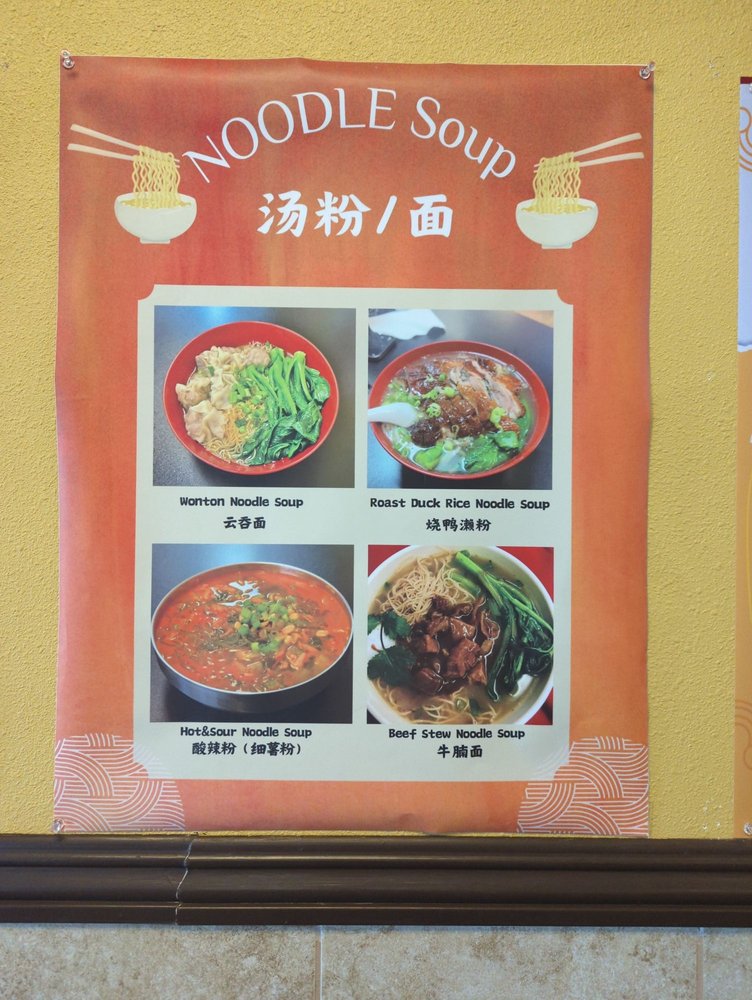 NOODLE Soup
汤粉/面
Wonton Noodle Soup
云吞面
Roast Duck Rice Noodle Soup
烧鸭濑粉
Hot&Sour Noodle Soup
酸辣粉（细薯粉）
Beef Stew Noodle Soup
牛腩面